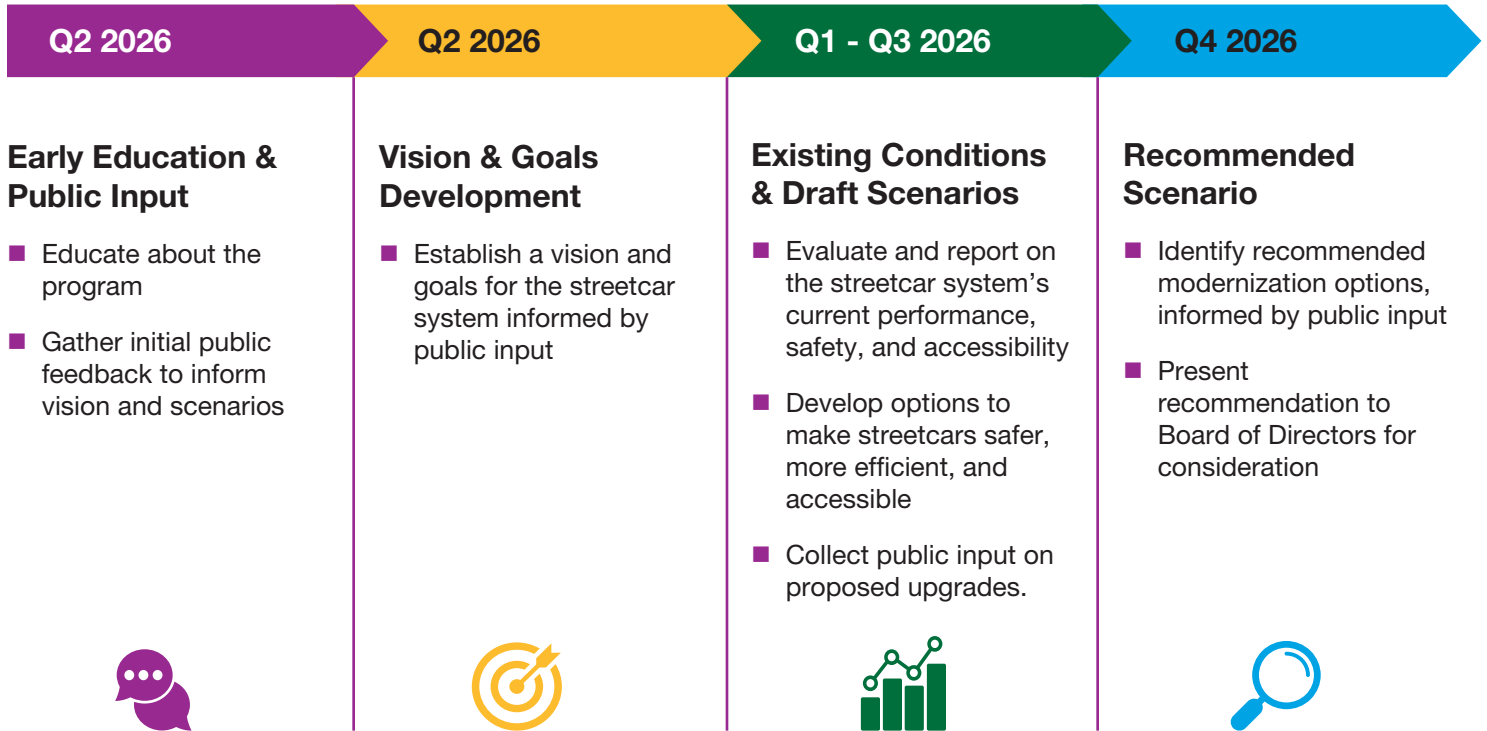 Q2 2026
Early Education &
Public Input
Educate about the
program
Gather initial public
feedback to inform
vision and scenarios
Q2 2026
Vision & Goals
Development
Establish a vision and
goals for the streetcar
system informed by
public input
Q1 - Q3 2026
Existing Conditions
& Draft Scenarios
Evaluate and report on
the streetcar system’s
current performance,
safety, and accessibility
Develop options to
make streetcars safer,
more efficient, and
accessible
Collect public input on
proposed upgrades.
Q4 2026
Recommended
Scenario
Identify recommended
modernization options,
informed by public input
Present
recommendation to
Board of Directors for
consideration